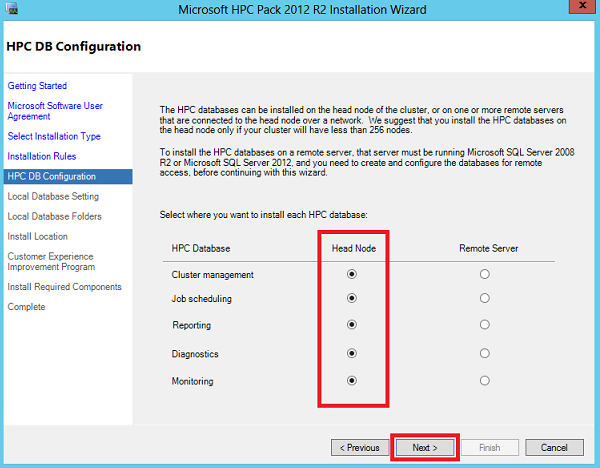 Microsoft HPC Pack 2012 R2 Installation Wizard
HPC DB Configuration
Getting Started
Microsoft Software User
Agreement
Select Installation Type
Installation Rules
HPC DB Configuration
Local Database Setting
Local Database Folders
Install Location
Customer Experience
Improvement Program
Install Required Components
Complete
The HPC databases can be installed on the head node of the cluster, or on one or more remote servers
that are connected to the head node over a network. We suggest that you install the HPC databases on
the head node only if your cluster will have less than 256 nodes.
To install the HPC databases on a remote server, that server must be running Microsoft SQL Server 2008
R2 or Microsoft SQL Server 2012, and you need to create and configure the databases for remote
access, before continuing with this wizard.
Select where you want to install each HPC database:
HPC Database Head Node Remote Server
Cluster management
Job scheduling
Reporting
Diagnostics
Monitoring
< Previous Next > Finish Cancel